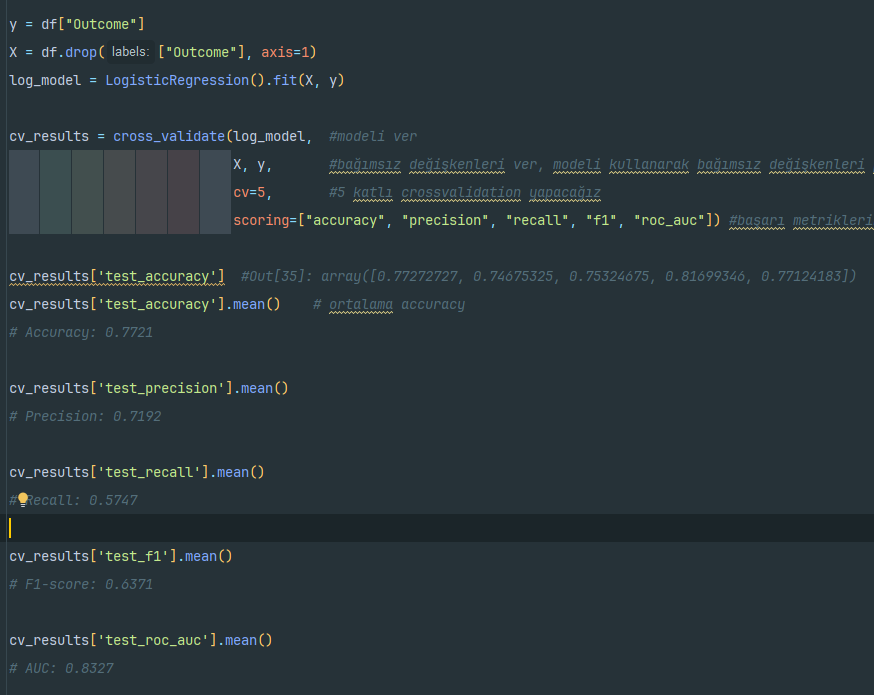 y = df["Outcome"]
X = df.drop( labels: ["Outcome"], axis=1)
log_model = LogisticRegression().fit(X, y)
cv_results = cross_validate(log_model,  #modeli ver
X, y,       #bağımsız değişkenleri ver, modeli kullanarak bağımsız değişkenleri
cv=5,       #5 katlı crossvalidation yapacağız
scoring=["accuracy", "precision", "recall", "f1", "roc_auc"]) #başarı metrikleri
cv_results['test_accuracy']  #Out[35]: array([0.77272727, 0.74675325, 0.75324675, 0.81699346, 0.77124183])
cv_results['test_accuracy'].mean()    # ortalama accuracy
# Accuracy: 0.7721
cv_results['test_precision'].mean()
# Precision: 0.7192
cv_results['test_recall'].mean()
# Recall: 0.5747
cv_results['test_f1'].mean()
# F1-score: 0.6371
cv_results['test_roc_auc'].mean()
# AUC: 0.8327